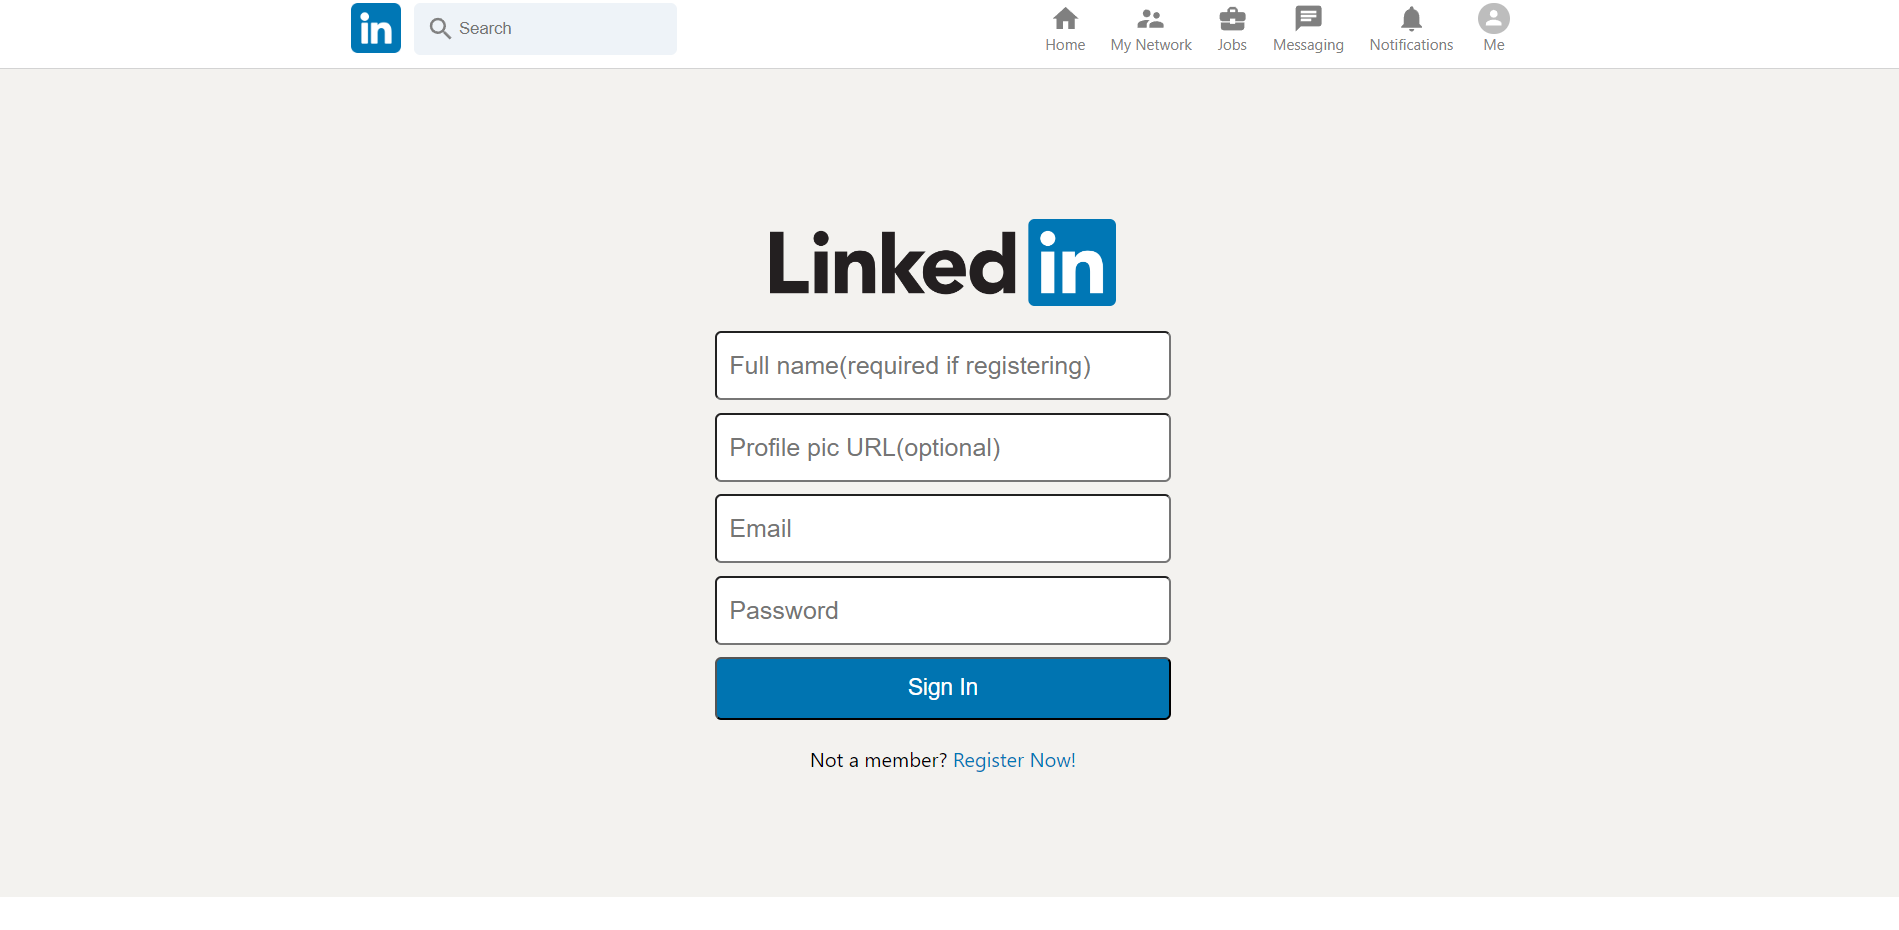 in Search Home My Network Jobs Messaging Notifications Me
Linked in
Full name(required if registering)
Profile pic URL(optional)
Email
Password
Sign In
Not a member? Register Now!